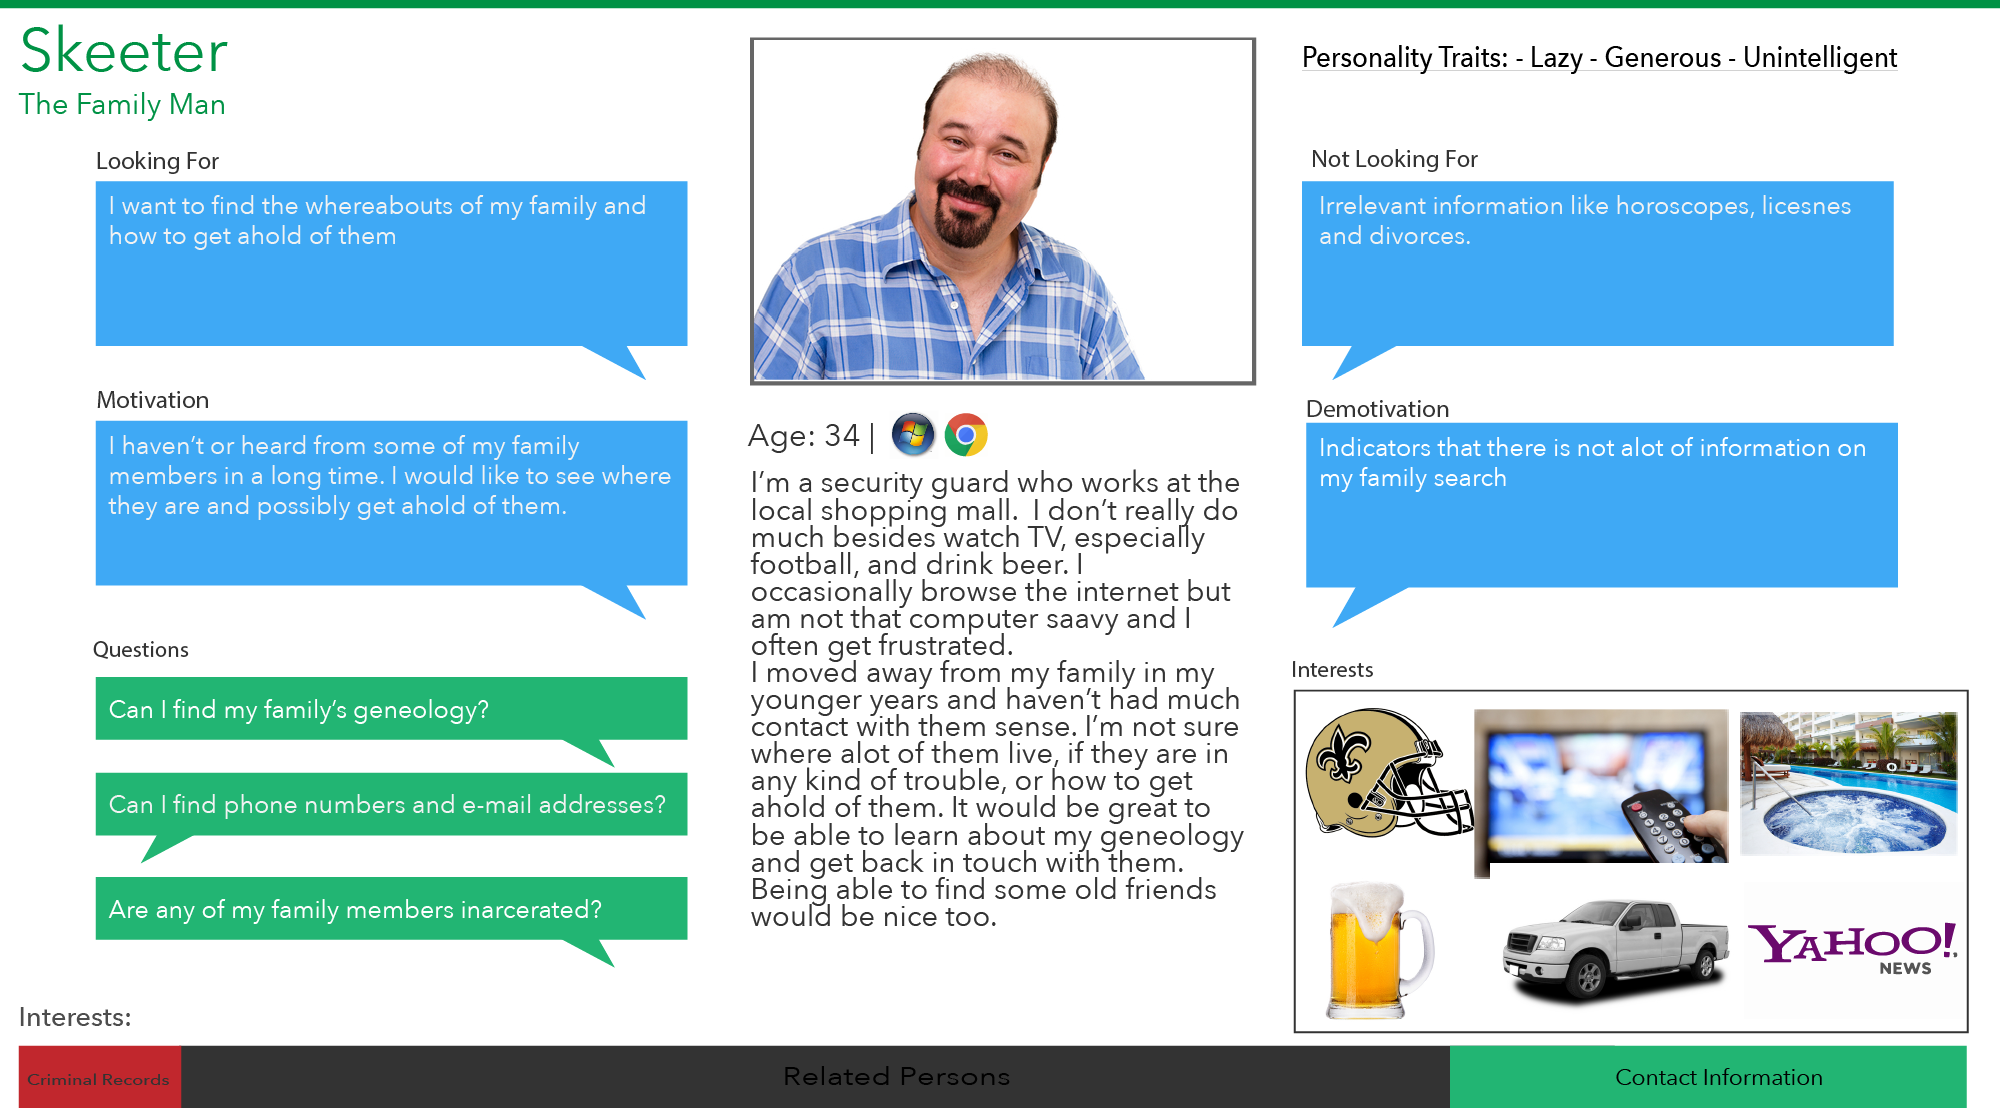 Skeeter
The Family Man
Looking For
I want to find the whereabouts of my family and
how to get ahold of them
Motivation
I haven't or heard from some of my family
members in a long time. I would like to see where
they are and possibly get ahold of them.
Questions
Can I find my family's geneology?
Can I find phone numbers and e-mail addresses?
Are any of my family members inarcerated?
Age: 34 |
I'm a security guard who works at the
local shopping mall.  I don't really do
much besides watch TV, especially
football, and drink beer. I
occasionally browse the internet but
am not that computer saavy and I
often get frustrated.
I moved away from my family in my
younger years and haven't had much
contact with them sense. I'm not sure
where alot of them live, if they are in
any kind of trouble, or how to get
ahold of them. It would be great to
be able to learn about my geneology
and get back in touch with them.
Being able to find some old friends
would be nice too.
Personality Traits: - Lazy - Generous - Unintelligent
Not Looking For
Irrelevant information like horoscopes, licesnes
and divorces.
Demotivation
Indicators that there is not alot of information on
my family search
Interests
YAHOO!
NEWS
Interests:
Criminal Records
Related Persons
Contact Information